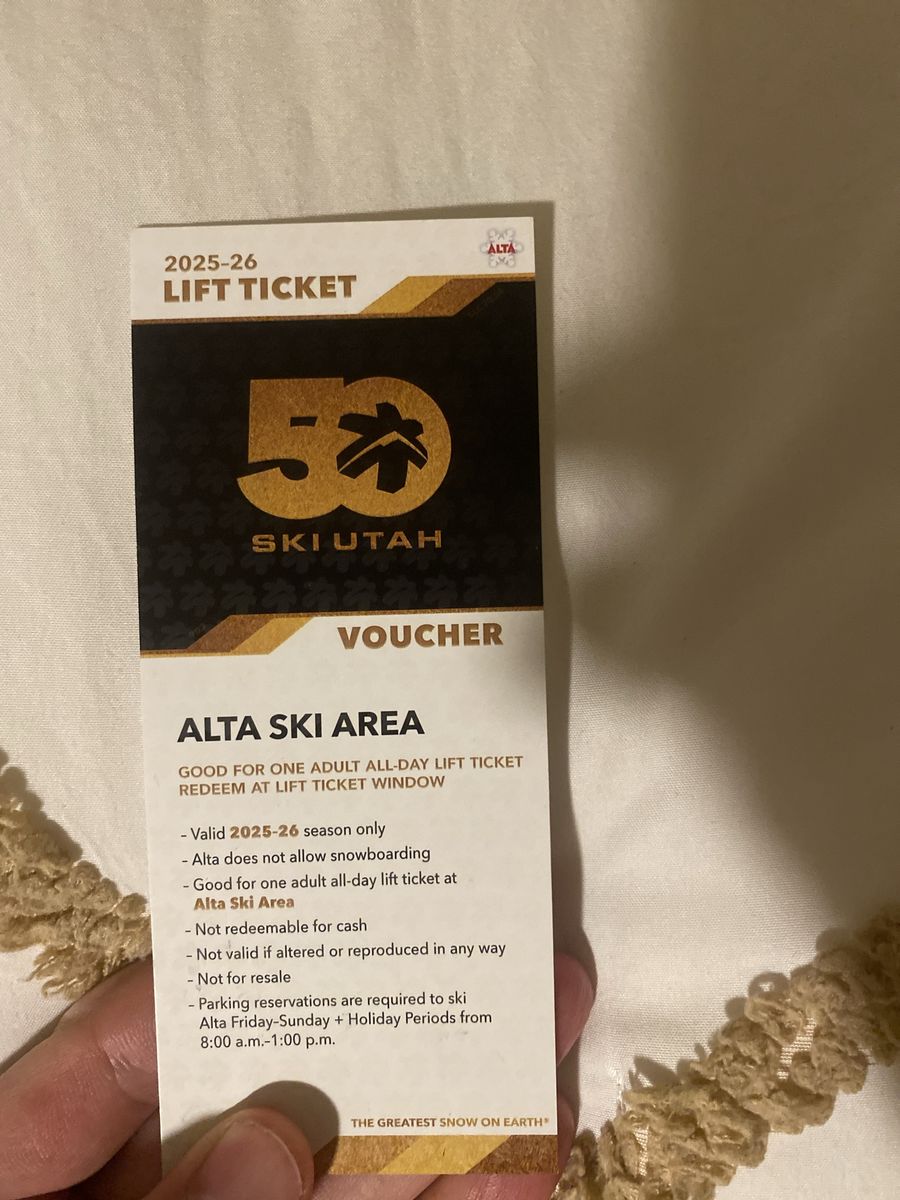 2025-26
LIFT TICKET
ALTA
50
SKI UTAH
VOUCHER
ALTA SKI AREA
GOOD FOR ONE ADULT ALL-DAY LIFT TICKET
REDEEM AT LIFT TICKET WINDOW
- Valid 2025-26 season only
- Alta does not allow snowboarding
- Good for one adult all-day lift ticket at
Alta Ski Area
- Not redeemable for cash
- Not valid if altered or reproduced in any way
- Not for resale
- Parking reservations are required to ski
Alta Friday–Sunday + Holiday Periods from
8:00 a.m.–1:00 p.m.
THE GREATEST SNOW ON EARTH®